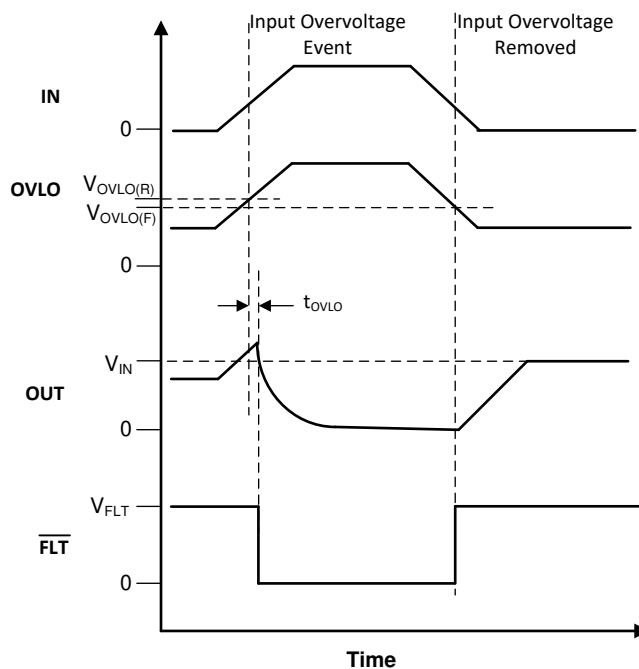 Input Overvoltage
Event
Input Overvoltage
Removed
IN
0
OVLO
VOVLO(R)
VOVLO(F)
0
tOVLO
VIN
OUT
0
VFLT
FLT
0
Time